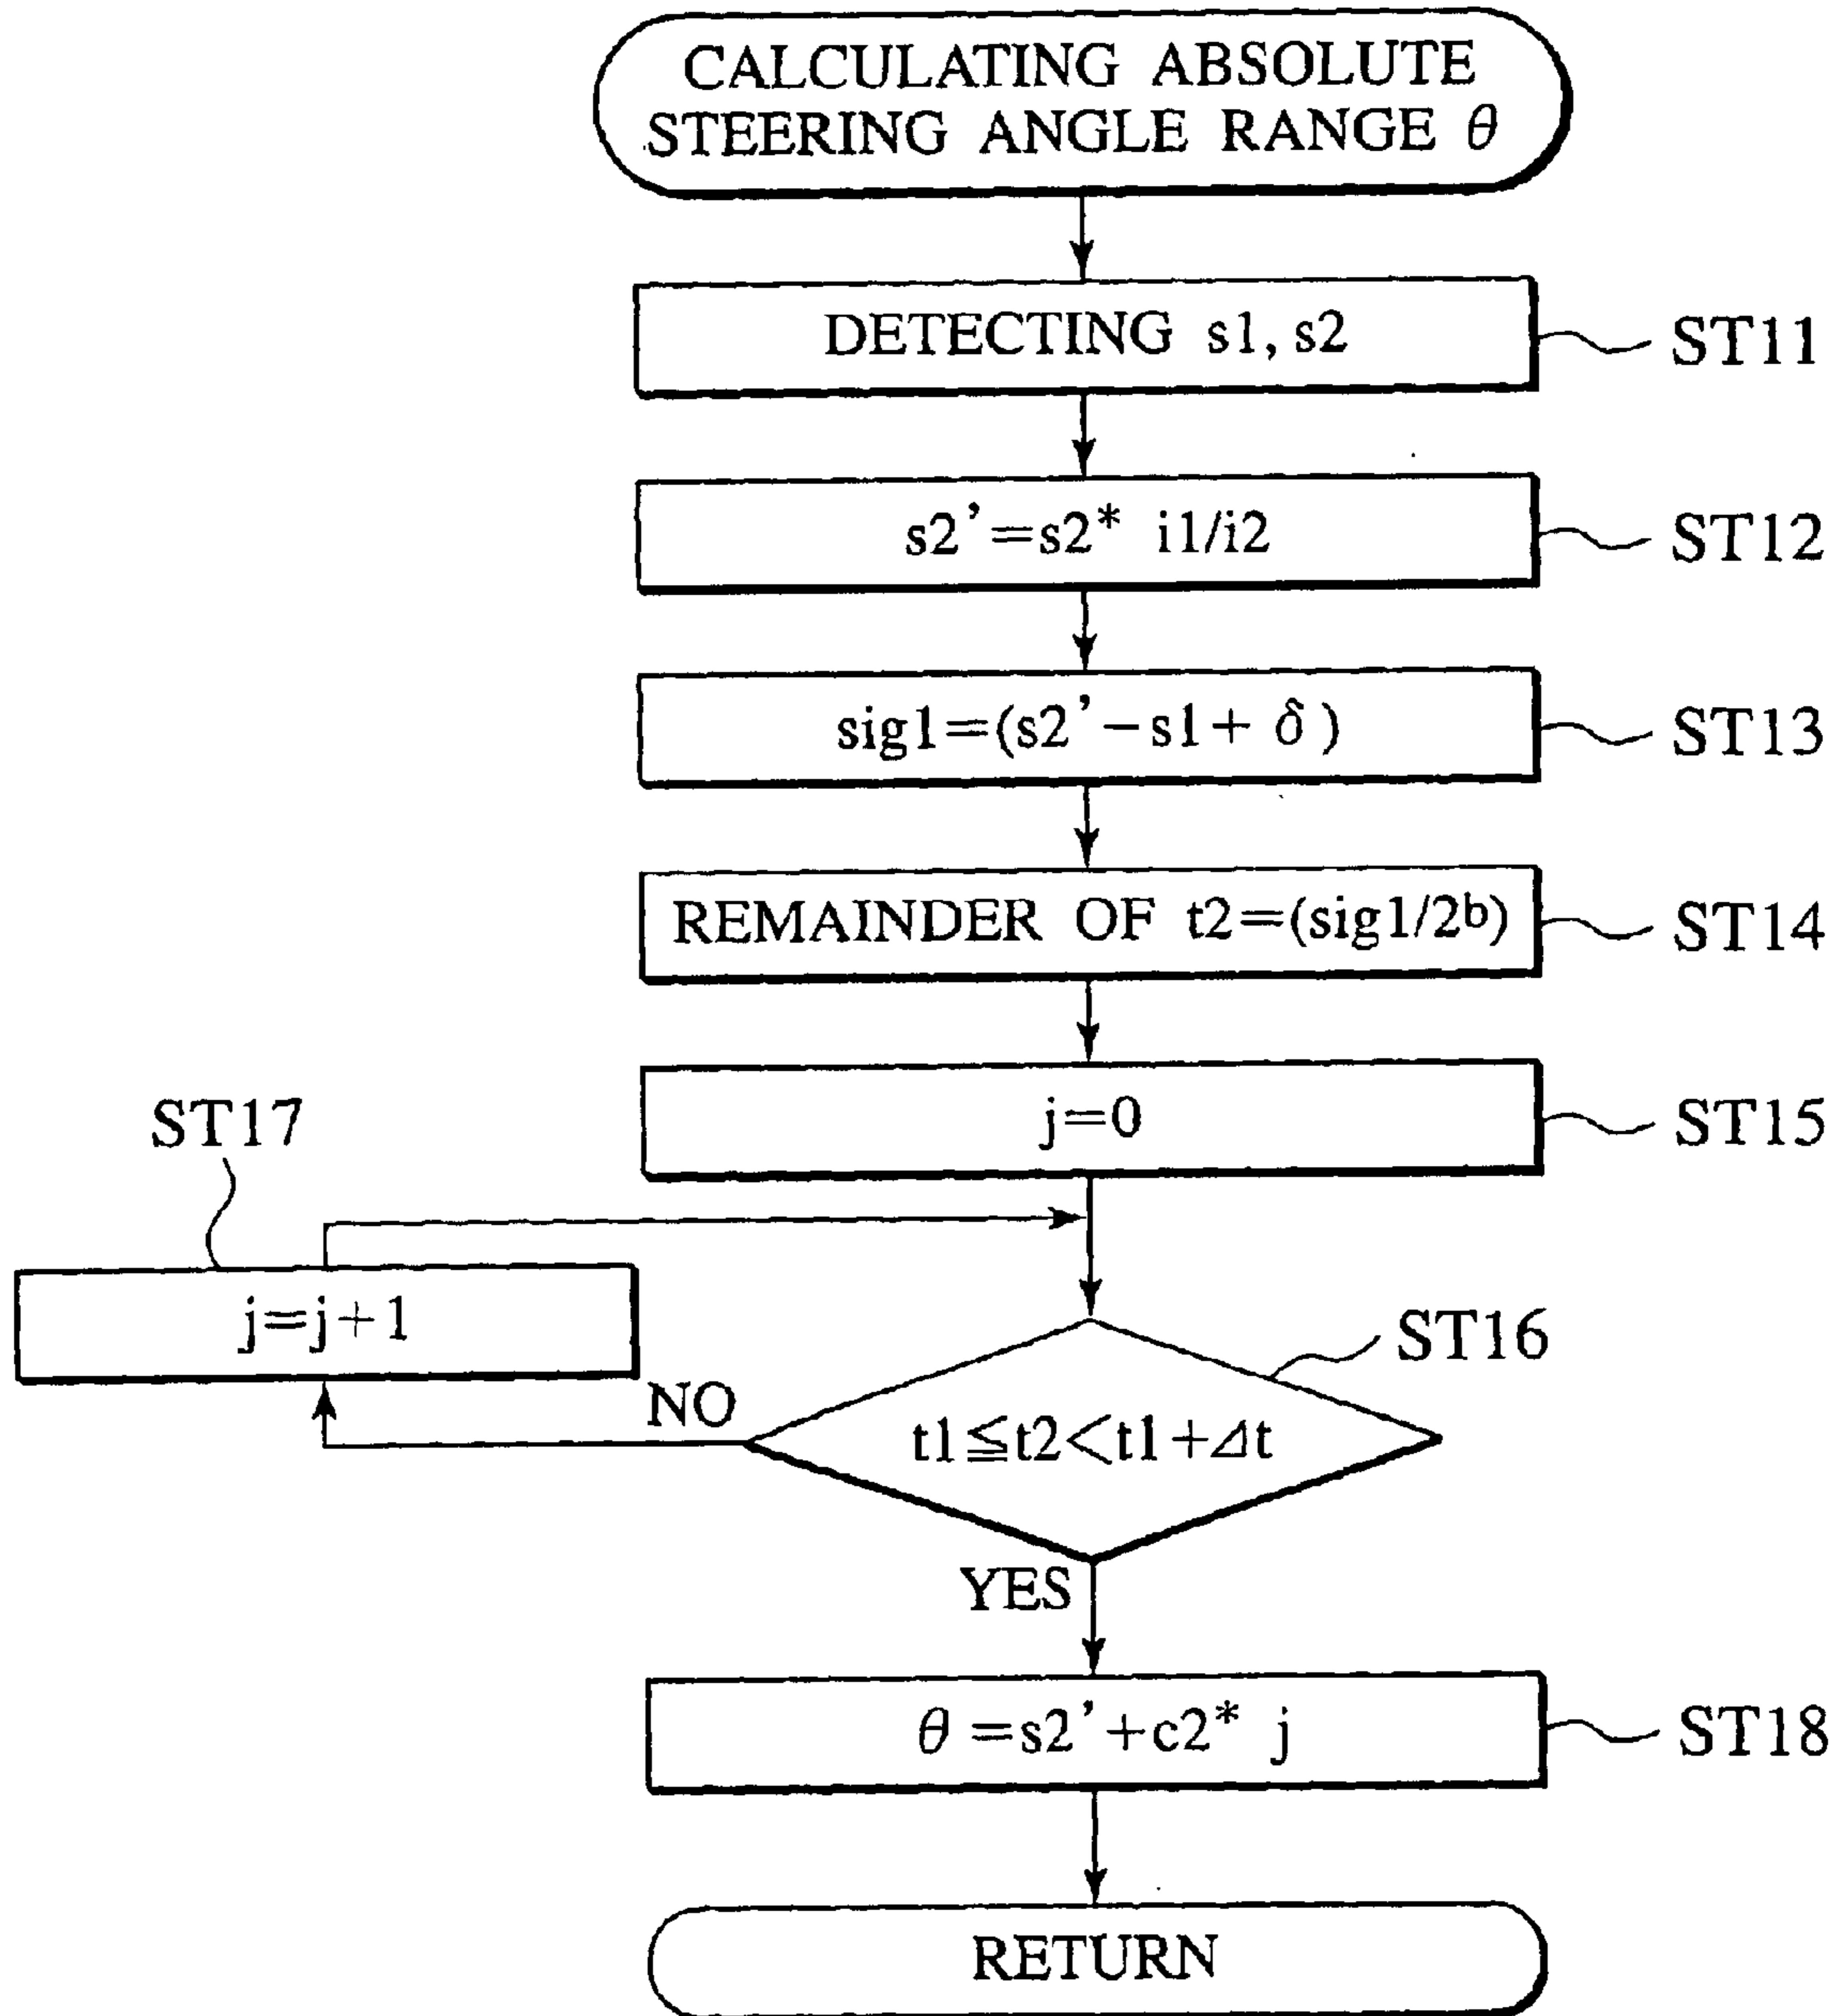 CALCULATING ABSOLUTE
STEERING ANGLE RANGE θ
DETECTING s1, s2
ST11
s2'=s2* i1/i2
ST12
sig1=(s2'−s1+ δ)
ST13
REMAINDER OF t2=(sig1/2b)
ST14
j=0
ST15
ST17
j=j+1
ST16
NO
t1≦t2<t1+Δt
YES
θ=s2'+c2* j
ST18
RETURN